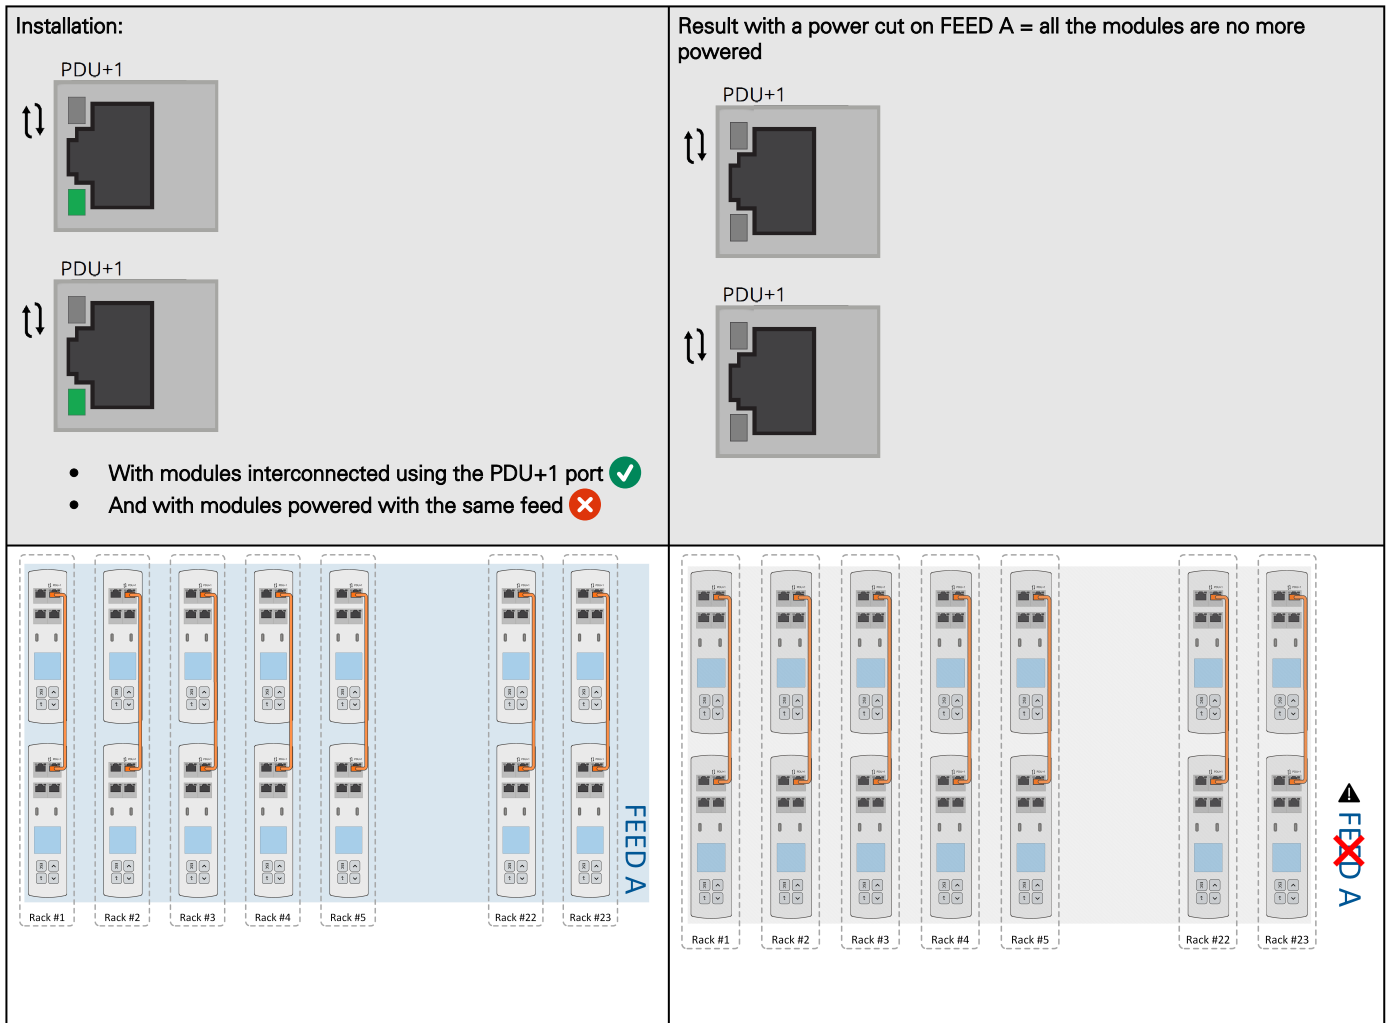 Installation:
PDU+1
PDU+1
• With modules interconnected using the PDU+1 port
• And with modules powered with the same feed
Result with a power cut on FEED A = all the modules are no more
powered
PDU+1
PDU+1
FEED A
Rack #1
Rack #2
Rack #3
Rack #4
Rack #5
Rack #22
Rack #23
FEED A
Rack #1
Rack #2
Rack #3
Rack #4
Rack #5
Rack #22
Rack #23